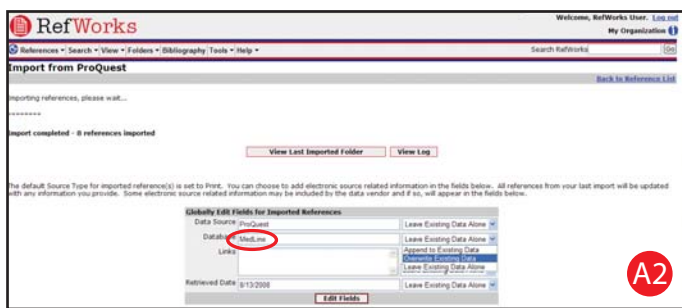 Welcome, RefWorks User. Log out
RefWorks
My Organization
References Search View Folders Bibliography Tools Help
Search RefWorks Go
Import from ProQuest
Back to Reference List
Importing references, please wait...
--------
Import completed - 8 references imported
View Last Imported Folder View Log
The default Source Type for imported reference(s) is set to Print. You can choose to add electronic source related information in the fields below. All references from your last import will be updated
with any information you provide. Some electronic source related information may be included by the data vendor and if so, will appear in the fields below.
Globally Edit Fields for Imported References
Data Source ProQuest Leave Existing Data Alone
Database MedLine Leave Existing Data Alone
Links Append to Existing Data
Overwrite Existing Data
Leave Existing Data Alone
Retrieved Date 8/13/2008 Leave Existing Data Alone
Edit Fields
A2